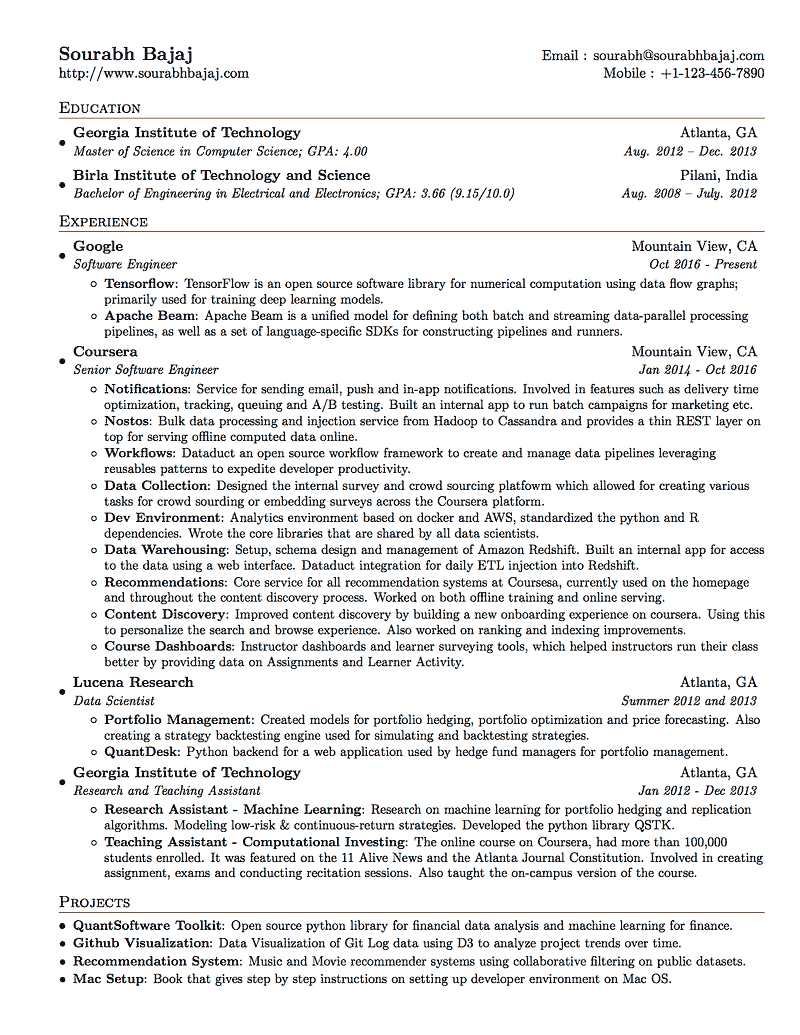 Sourabh Bajaj
Email : sourabh@sourabhbajaj.com
http://www.sourabhbajaj.com
Mobile : +1-123-456-7890
Education
• Georgia Institute of Technology
Atlanta, GA
Master of Science in Computer Science; GPA: 4.00
Aug. 2012 – Dec. 2013
• Birla Institute of Technology and Science
Pilani, India
Bachelor of Engineering in Electrical and Electronics; GPA: 3.66 (9.15/10.0)
Aug. 2008 – July. 2012
Experience
• Google
Mountain View, CA
Software Engineer
Oct 2016 - Present
◦ Tensorflow: TensorFlow is an open source software library for numerical computation using data flow graphs;
primarily used for training deep learning models.
◦ Apache Beam: Apache Beam is a unified model for defining both batch and streaming data-parallel processing
pipelines, as well as a set of language-specific SDKs for constructing pipelines and runners.
• Coursera
Mountain View, CA
Senior Software Engineer
Jan 2014 - Oct 2016
◦ Notifications: Service for sending email, push and in-app notifications. Involved in features such as delivery time
optimization, tracking, queuing and A/B testing. Built an internal app to run batch campaigns for marketing etc.
◦ Nostos: Bulk data processing and injection service from Hadoop to Cassandra and provides a thin REST layer on
top for serving offline computed data online.
◦ Workflows: Dataduct an open source workflow framework to create and manage data pipelines leveraging
reusables patterns to expedite developer productivity.
◦ Data Collection: Designed the internal survey and crowd sourcing platfowm which allowed for creating various
tasks for crowd sourding or embedding surveys across the Coursera platform.
◦ Dev Environment: Analytics environment based on docker and AWS, standardized the python and R
dependencies. Wrote the core libraries that are shared by all data scientists.
◦ Data Warehousing: Setup, schema design and management of Amazon Redshift. Built an internal app for access
to the data using a web interface. Dataduct integration for daily ETL injection into Redshift.
◦ Recommendations: Core service for all recommendation systems at Coursesa, currently used on the homepage
and throughout the content discovery process. Worked on both offline training and online serving.
◦ Content Discovery: Improved content discovery by building a new onboarding experience on coursera. Using this
to personalize the search and browse experience. Also worked on ranking and indexing improvements.
◦ Course Dashboards: Instructor dashboards and learner surveying tools, which helped instructors run their class
better by providing data on Assignments and Learner Activity.
• Lucena Research
Atlanta, GA
Data Scientist
Summer 2012 and 2013
◦ Portfolio Management: Created models for portfolio hedging, portfolio optimization and price forecasting. Also
creating a strategy backtesting engine used for simulating and backtesting strategies.
◦ QuantDesk: Python backend for a web application used by hedge fund managers for portfolio management.
• Georgia Institute of Technology
Atlanta, GA
Research and Teaching Assistant
Jan 2012 - Dec 2013
◦ Research Assistant - Machine Learning: Research on machine learning for portfolio hedging and replication
algorithms. Modeling low-risk & continuous-return strategies. Developed the python library QSTK.
◦ Teaching Assistant - Computational Investing: The online course on Coursera, had more than 100,000
students enrolled. It was featured on the 11 Alive News and the Atlanta Journal Constitution. Involved in creating
assignment, exams and conducting recitation sessions. Also taught the on-campus version of the course.
Projects
• QuantSoftware Toolkit: Open source python library for financial data analysis and machine learning for finance.
• Github Visualization: Data Visualization of Git Log data using D3 to analyze project trends over time.
• Recommendation System: Music and Movie recommender systems using collaborative filtering on public datasets.
• Mac Setup: Book that gives step by step instructions on setting up developer environment on Mac OS.